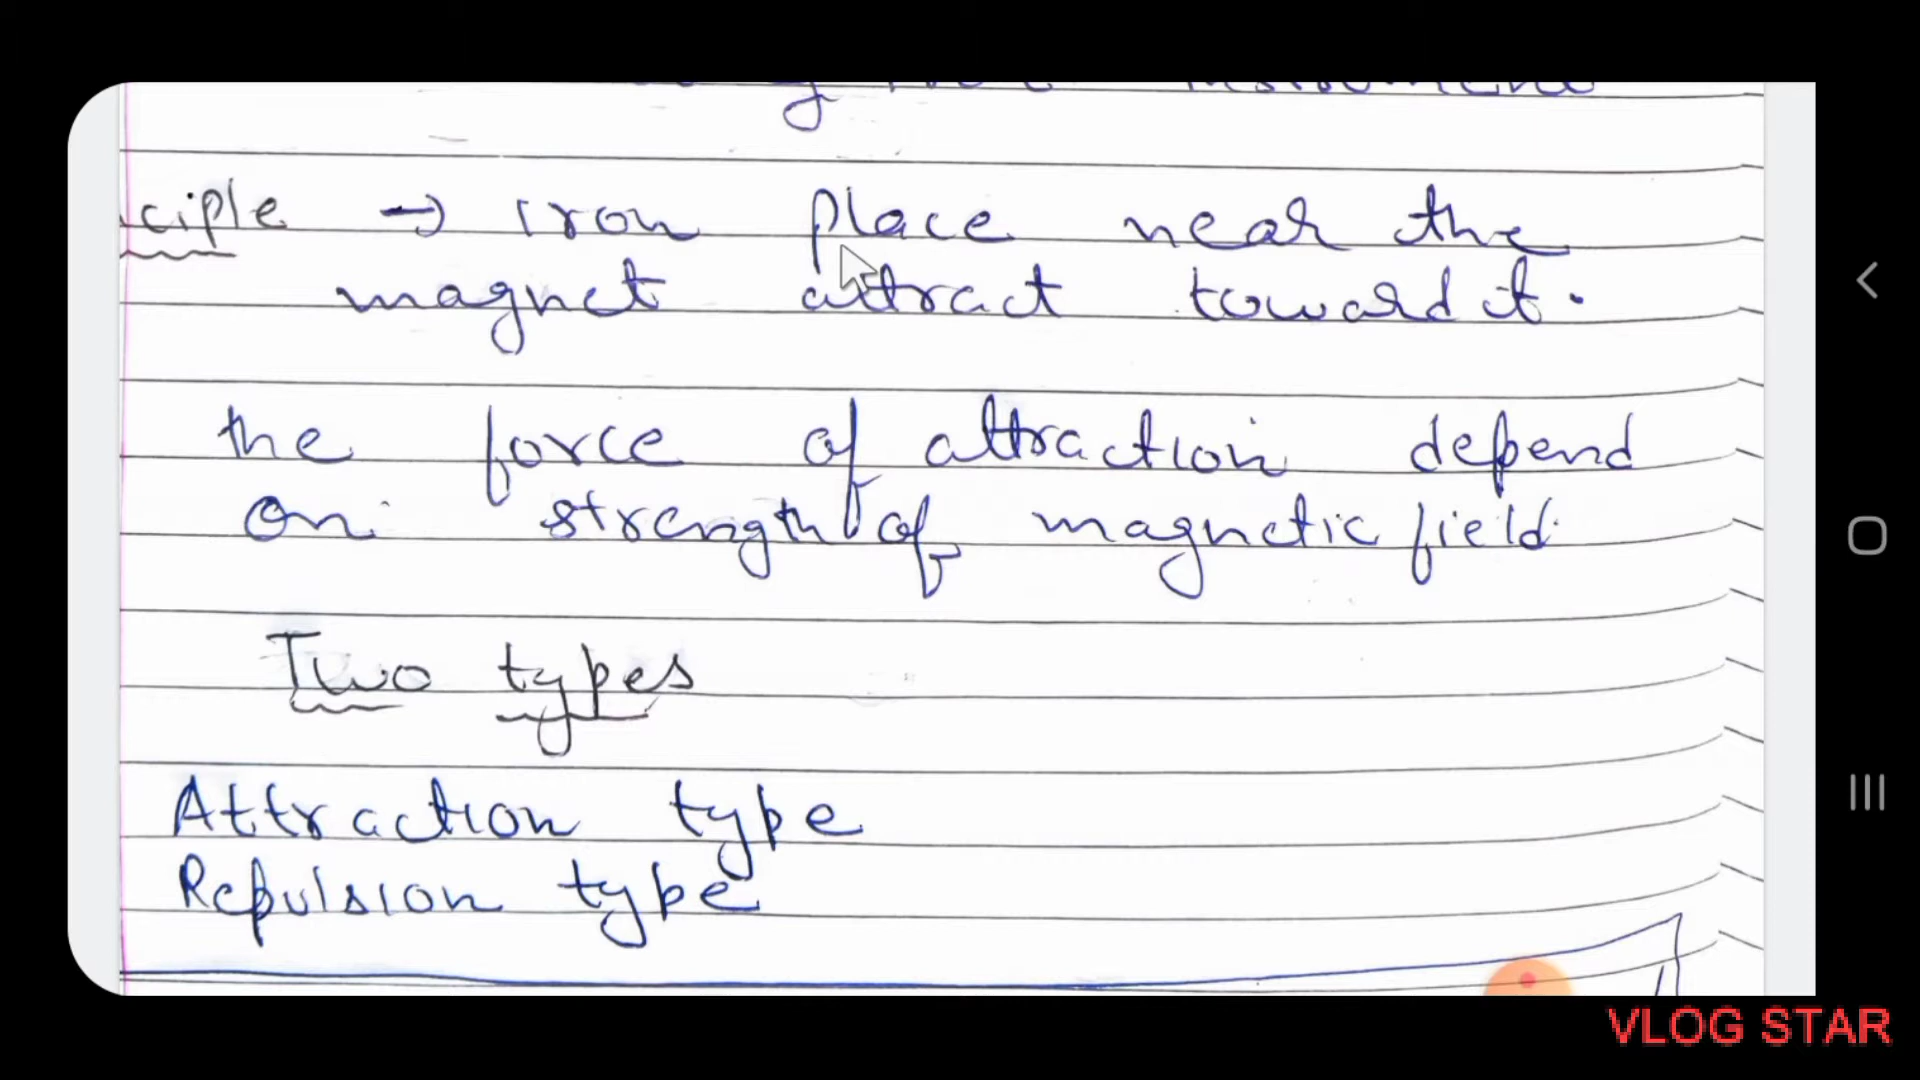 ciple → Iron place near the
magnet attract toward it.
the force of attraction depend
on strength of magnetic field.
Two types
Attraction type
Repulsion type
VLOG STAR